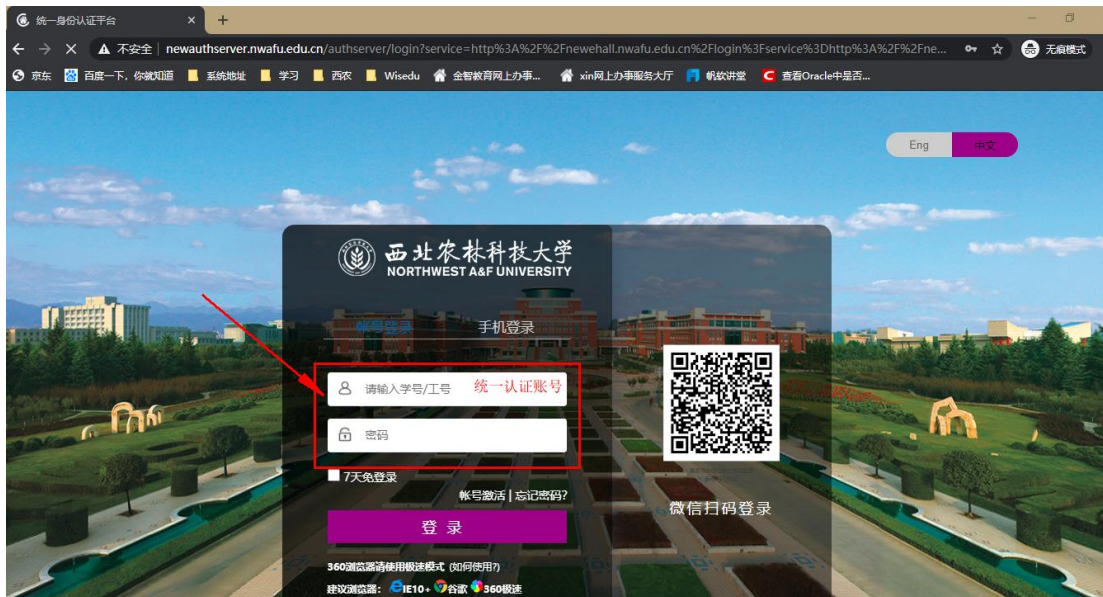 统一身份认证平台
不安全 | newauthserver.nwafu.edu.cn/authserver/login?service=http%3A%2F%2Fnewehall.nwafu.edu.cn%2Flogin%3Fservice%3Dhttp%3A%2F%2Fne... 无痕模式
京东 百度一下，你就知道 系统地址 学习 西农 Wisedu 金智教育网上办事... xin网上办事服务大厅 帆软讲堂 查看Oracle中是否...
Eng 中文
西北农林科技大学
NORTHWEST A&F UNIVERSITY
帐号登录 手机登录
请输入学号/工号 统一认证账号
密码
7天免登录
帐号激活 | 忘记密码?
登 录
微信扫码登录
360浏览器请使用极速模式 (如何使用?)
建议浏览器： IE10+ 谷歌 360极速